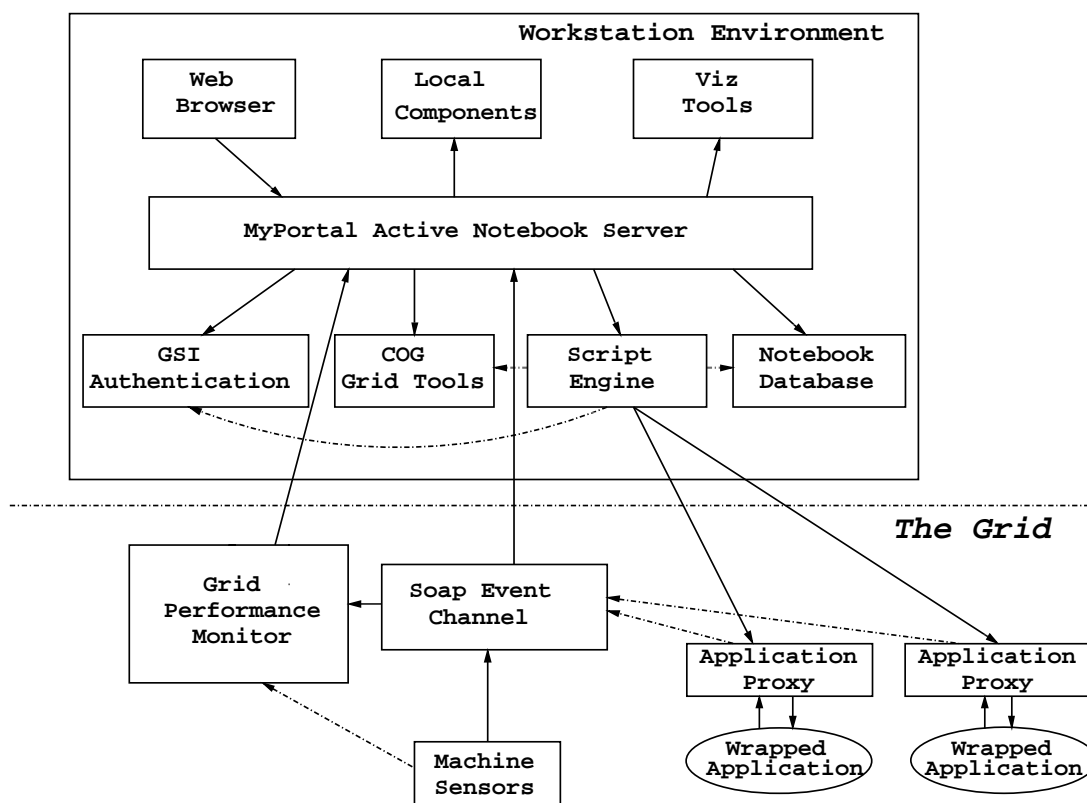 Workstation Environment
Web
Browser
Local
Components
Viz
Tools
MyPortal Active Notebook Server
GSI
Authentication
COG
Grid Tools
Script
Engine
Notebook
Database
The Grid
Grid
Performance
Monitor
Soap Event
Channel
Application
Proxy
Application
Proxy
Machine
Sensors
Wrapped
Application
Wrapped
Application